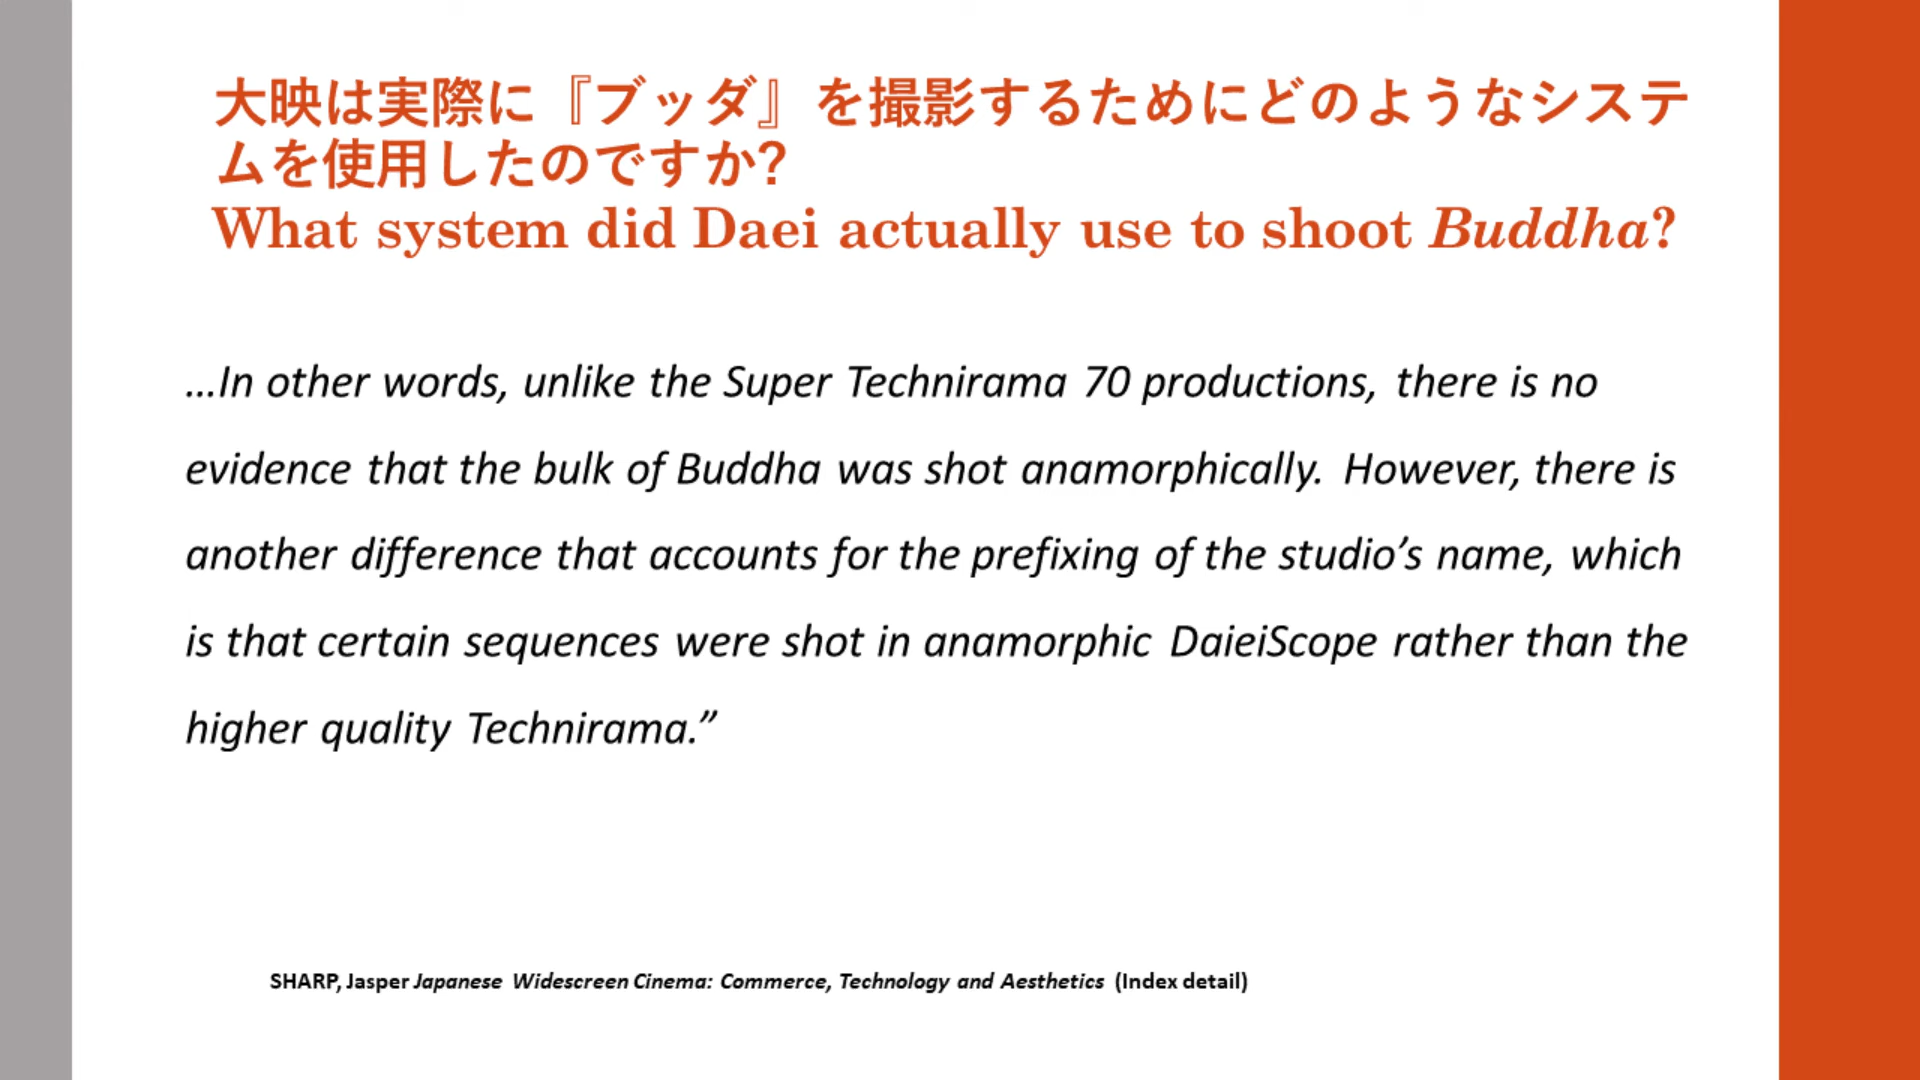 大映は実際に『ブッダ』を撮影するためにどのようなシステ
ムを使用したのですか?
What system did Daei actually use to shoot Buddha?
…In other words, unlike the Super Technirama 70 productions, there is no
evidence that the bulk of Buddha was shot anamorphically. However, there is
another difference that accounts for the prefixing of the studio’s name, which
is that certain sequences were shot in anamorphic DaieiScope rather than the
higher quality Technirama.”
SHARP, Jasper Japanese Widescreen Cinema: Commerce, Technology and Aesthetics (Index detail)